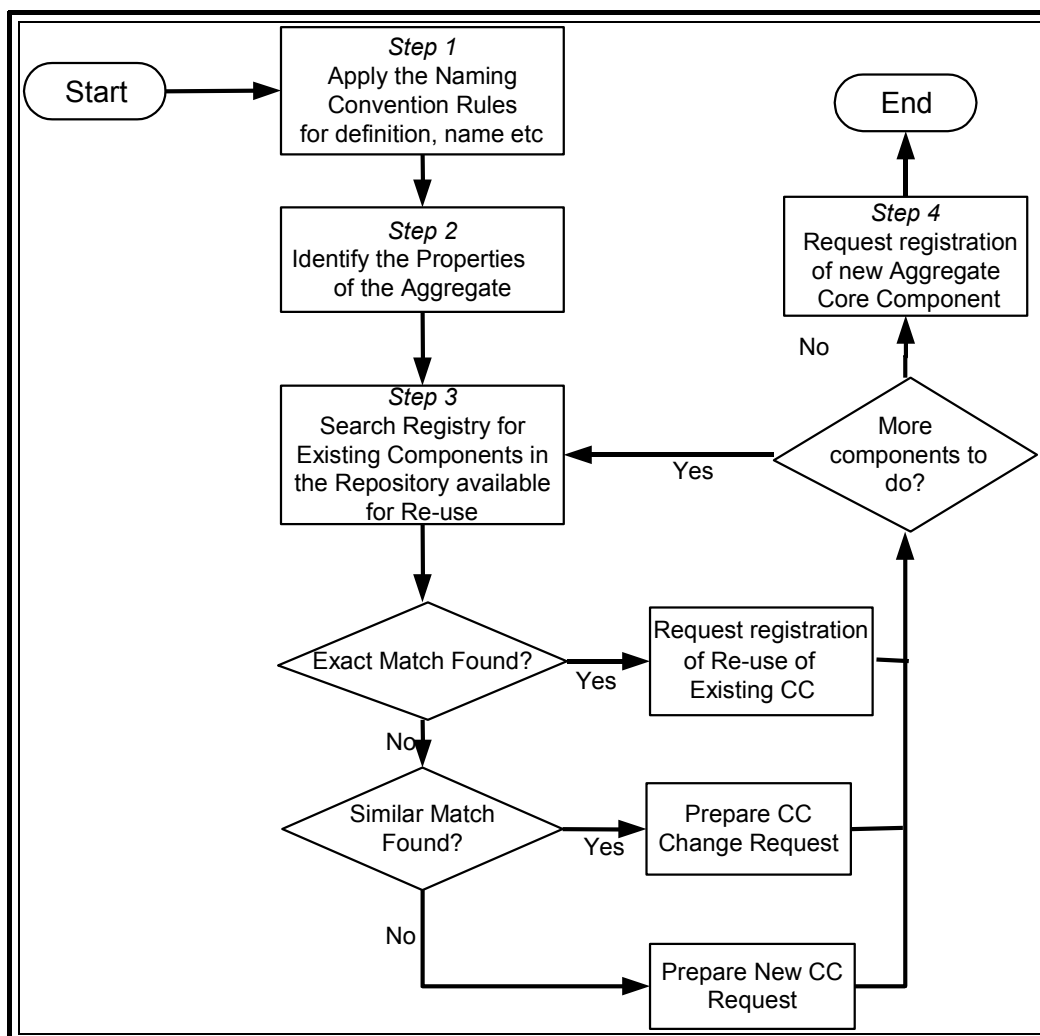 Start
Step 1
Apply the Naming
Convention Rules
for definition, name etc
Step 2
Identify the Properties
of the Aggregate
Step 3
Search Registry for
Existing Components in
the Repository available
for Re-use
Exact Match Found?
Yes
Request registration
of Re-use of
Existing CC
No
Similar Match
Found?
Yes
Prepare CC
Change Request
No
Prepare New CC
Request
More
components to
do?
Yes
No
Step 4
Request registration
of new Aggregate
Core Component
End